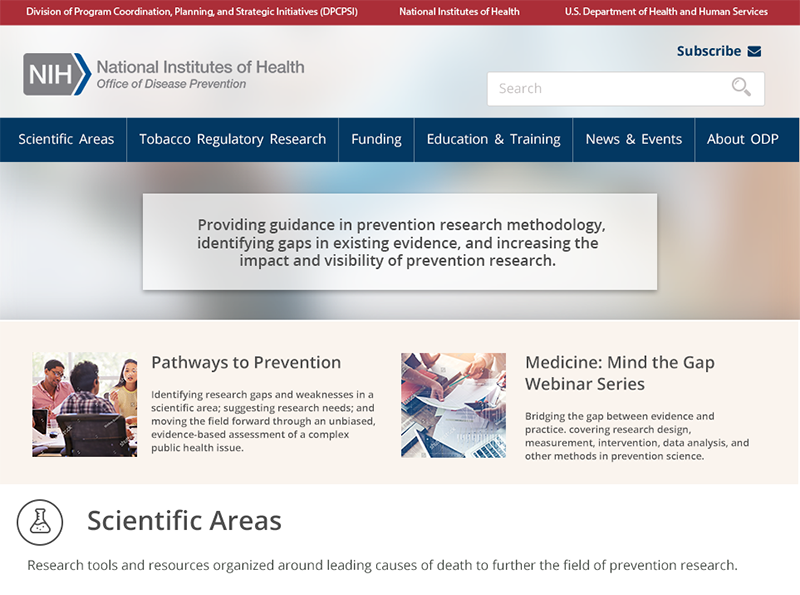 Division of Program Coordination, Planning, and Strategic Initiatives (DPCPSI)
National Institutes of Health
U.S. Department of Health and Human Services
Subscribe
NIH
National Institutes of Health
Office of Disease Prevention
Search
Scientific Areas
Tobacco Regulatory Research
Funding
Education & Training
News & Events
About ODP
Providing guidance in prevention research methodology,
identifying gaps in existing evidence, and increasing the
impact and visibility of prevention research.
Pathways to Prevention
Identifying research gaps and weaknesses in a
scientific area; suggesting research needs; and
moving the field forward through an unbiased,
evidence-based assessment of a complex
public health issue.
Medicine: Mind the Gap
Webinar Series
Bridging the gap between evidence and
practice. covering research design,
measurement, intervention, data analysis, and
other methods in prevention science.
Scientific Areas
Research tools and resources organized around leading causes of death to further the field of prevention research.